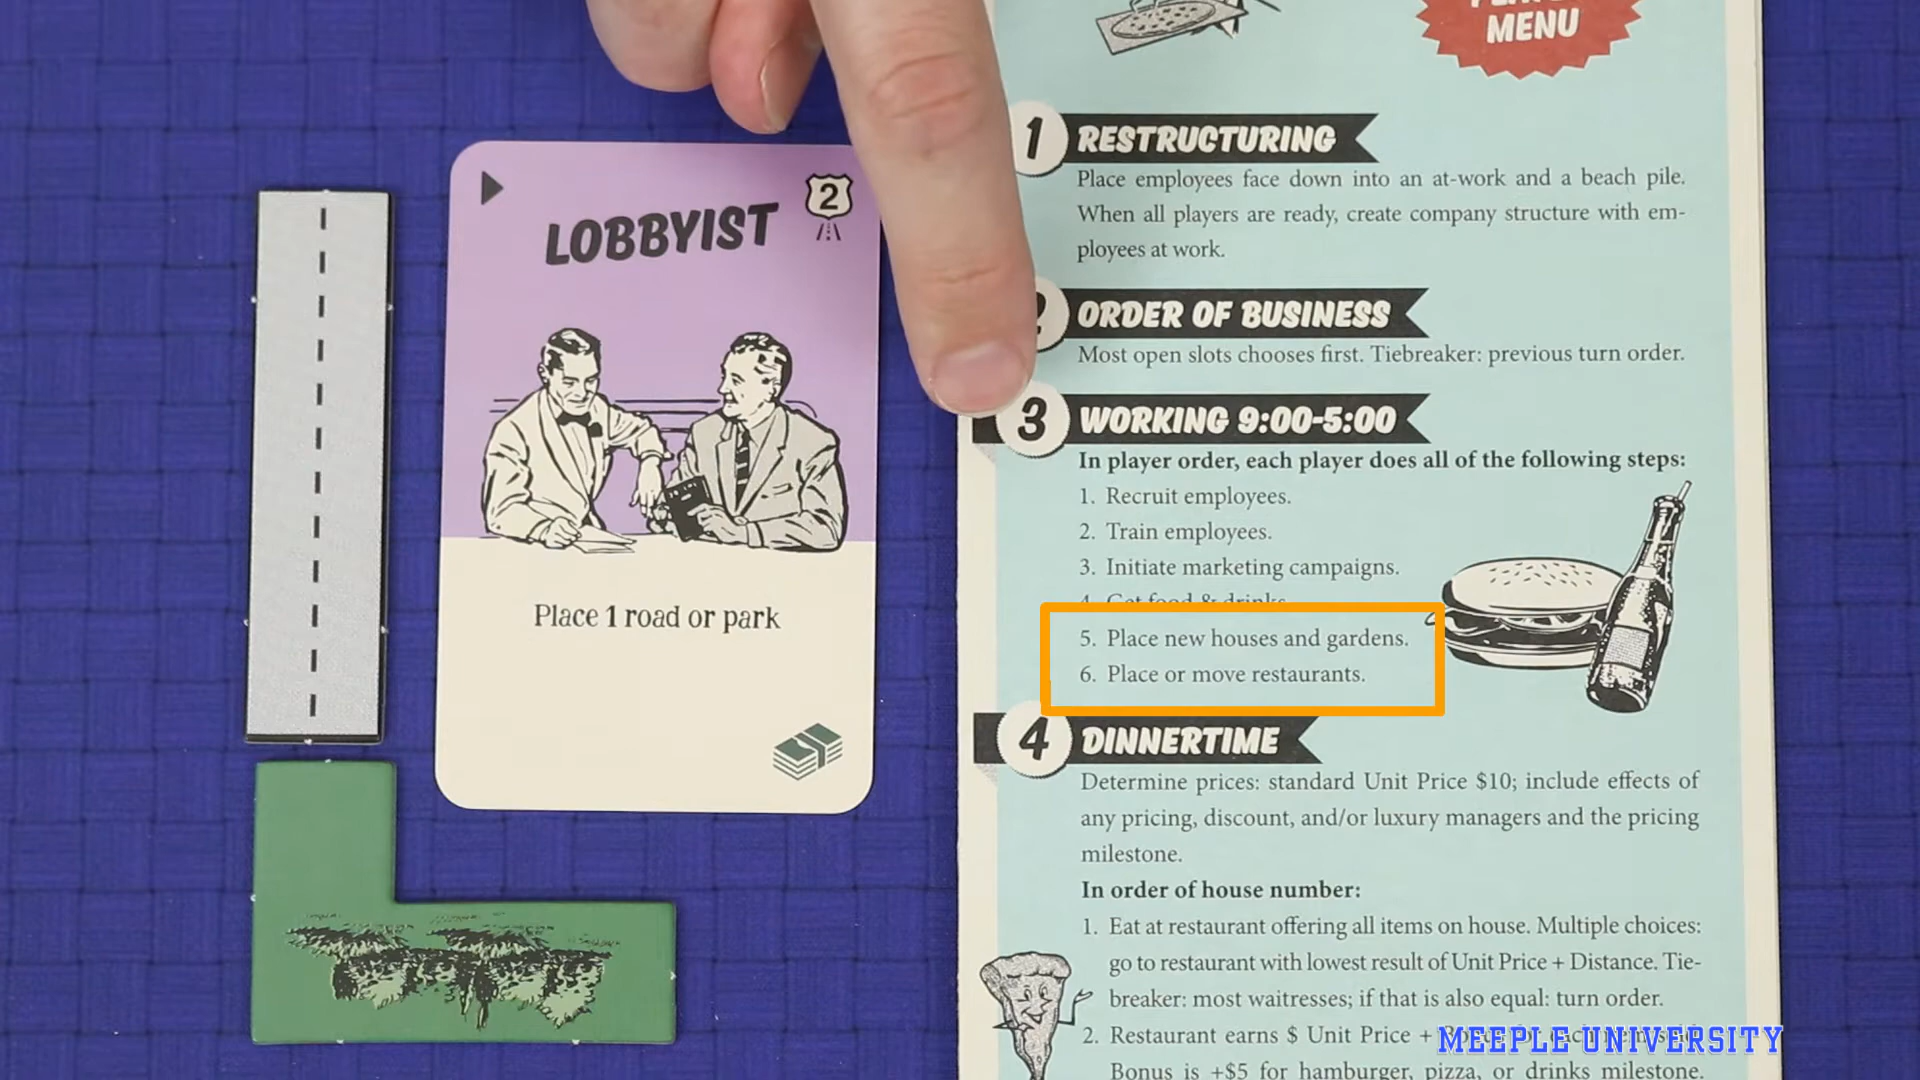 MENU
1 RESTRUCTURING
Place employees face down into an at-work and a beach pile.
When all players are ready, create company structure with em-
ployees at work.
2 ORDER OF BUSINESS
Most open slots chooses first. Tiebreaker: previous turn order.
3 WORKING 9:00-5:00
In player order, each player does all of the following steps:
1. Recruit employees.
2. Train employees.
3. Initiate marketing campaigns.
4. Get food & drinks.
5. Place new houses and gardens.
6. Place or move restaurants.
4 DINNERTIME
Determine prices: standard Unit Price $10; include effects of
any pricing, discount, and/or luxury managers and the pricing
milestone.
In order of house number:
1. Eat at restaurant offering all items on house. Multiple choices:
go to restaurant with lowest result of Unit Price + Distance. Tie-
breaker: most waitresses; if that is also equal: turn order.
2. Restaurant earns $ Unit Price +
Bonus is +$5 for hamburger, pizza, or drinks milestone.
2
LOBBYIST
Place 1 road or park
MEEPLE UNIVERSITY